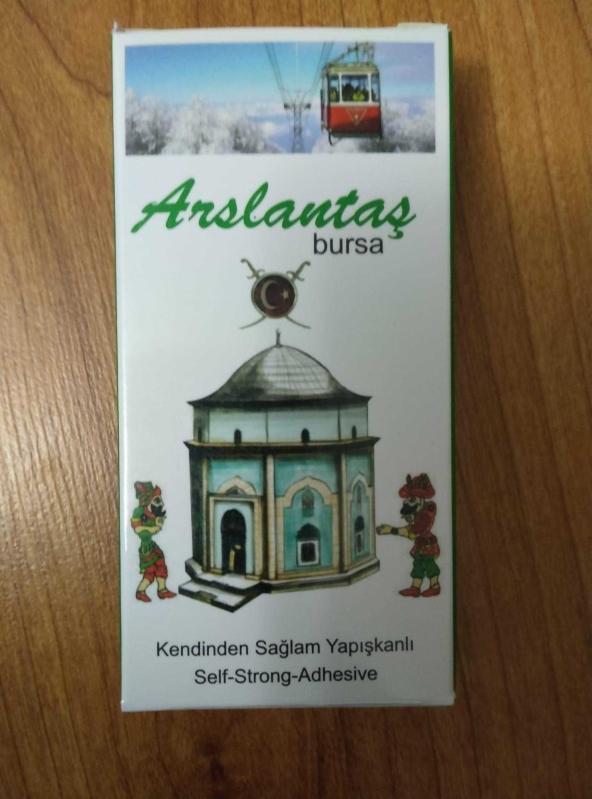 Arslantaş
bursa
Kendinden Sağlam Yapışkanlı
Self-Strong-Adhesive